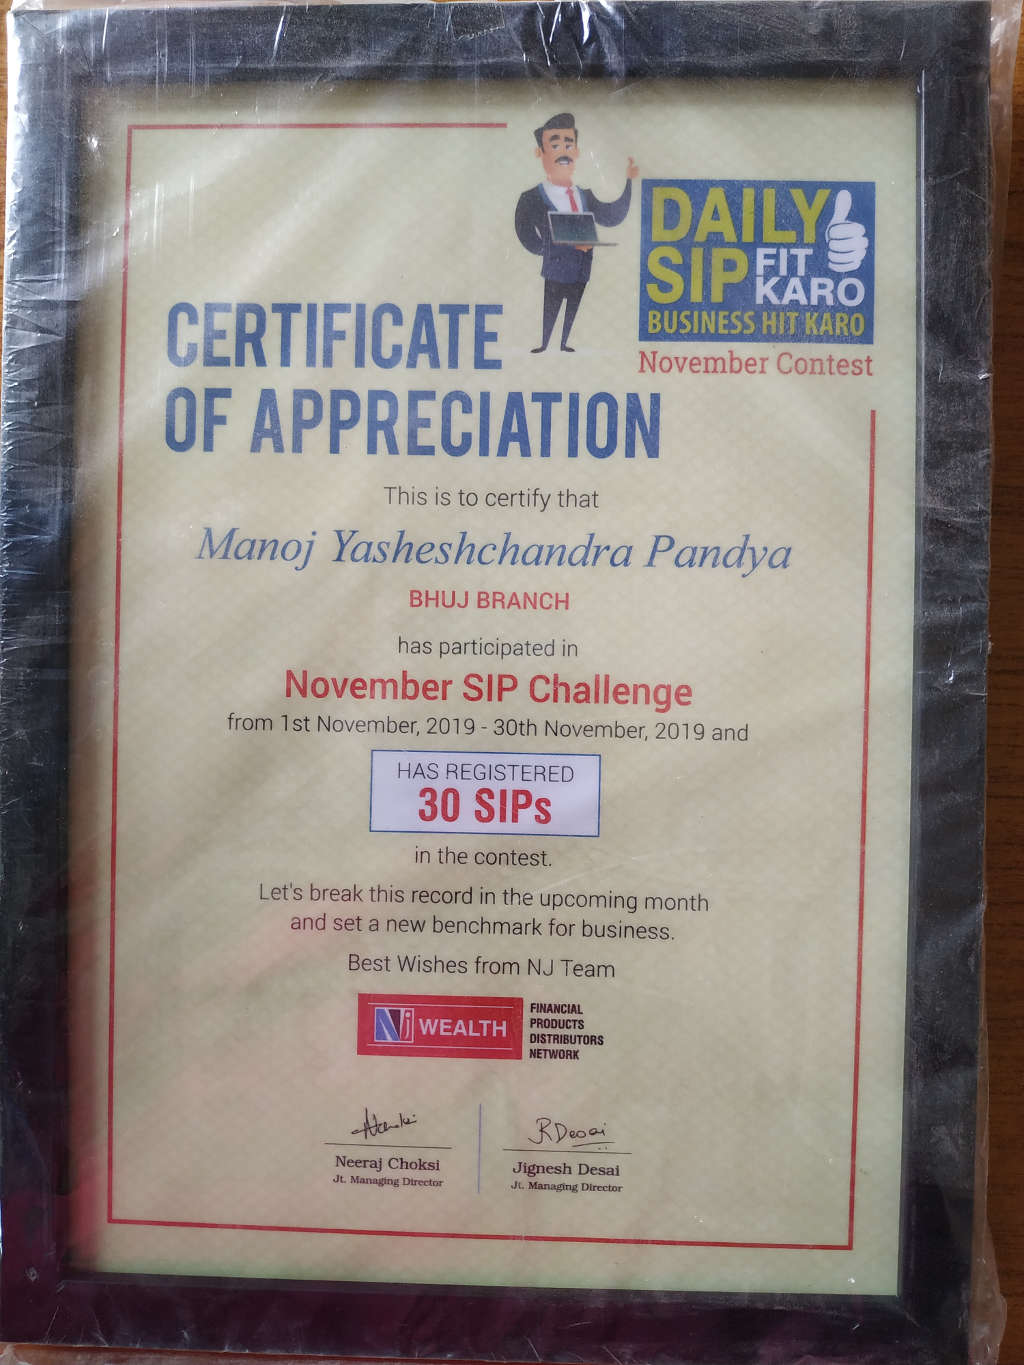 DAILY
SIP FIT
KARO
BUSINESS HIT KARO
November Contest
CERTIFICATE
OF APPRECIATION
This is to certify that
Manoj Yasheshchandra Pandya
BHUJ BRANCH
has participated in
November SIP Challenge
from 1st November, 2019 - 30th November, 2019 and
HAS REGISTERED
30 SIPs
in the contest.
Let's break this record in the upcoming month
and set a new benchmark for business.
Best Wishes from NJ Team
Nj WEALTH
FINANCIAL
PRODUCTS
DISTRIBUTORS
NETWORK
Neeraj Choksi
Jt. Managing Director
RDesai
Jignesh Desai
Jt. Managing Director